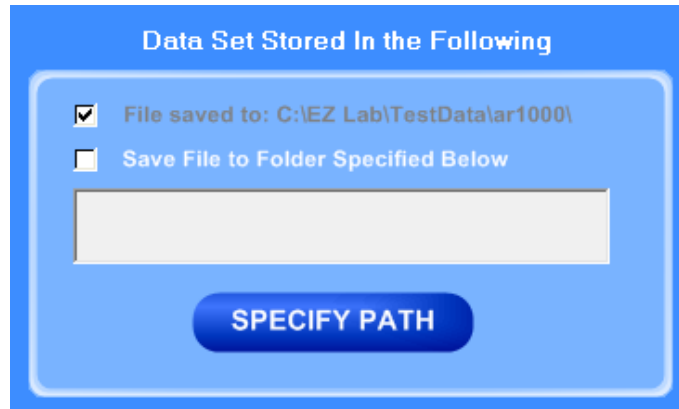 Data Set Stored In the Following
File saved to: C:\EZ Lab\TestData\ar1000\
Save File to Folder Specified Below
SPECIFY PATH